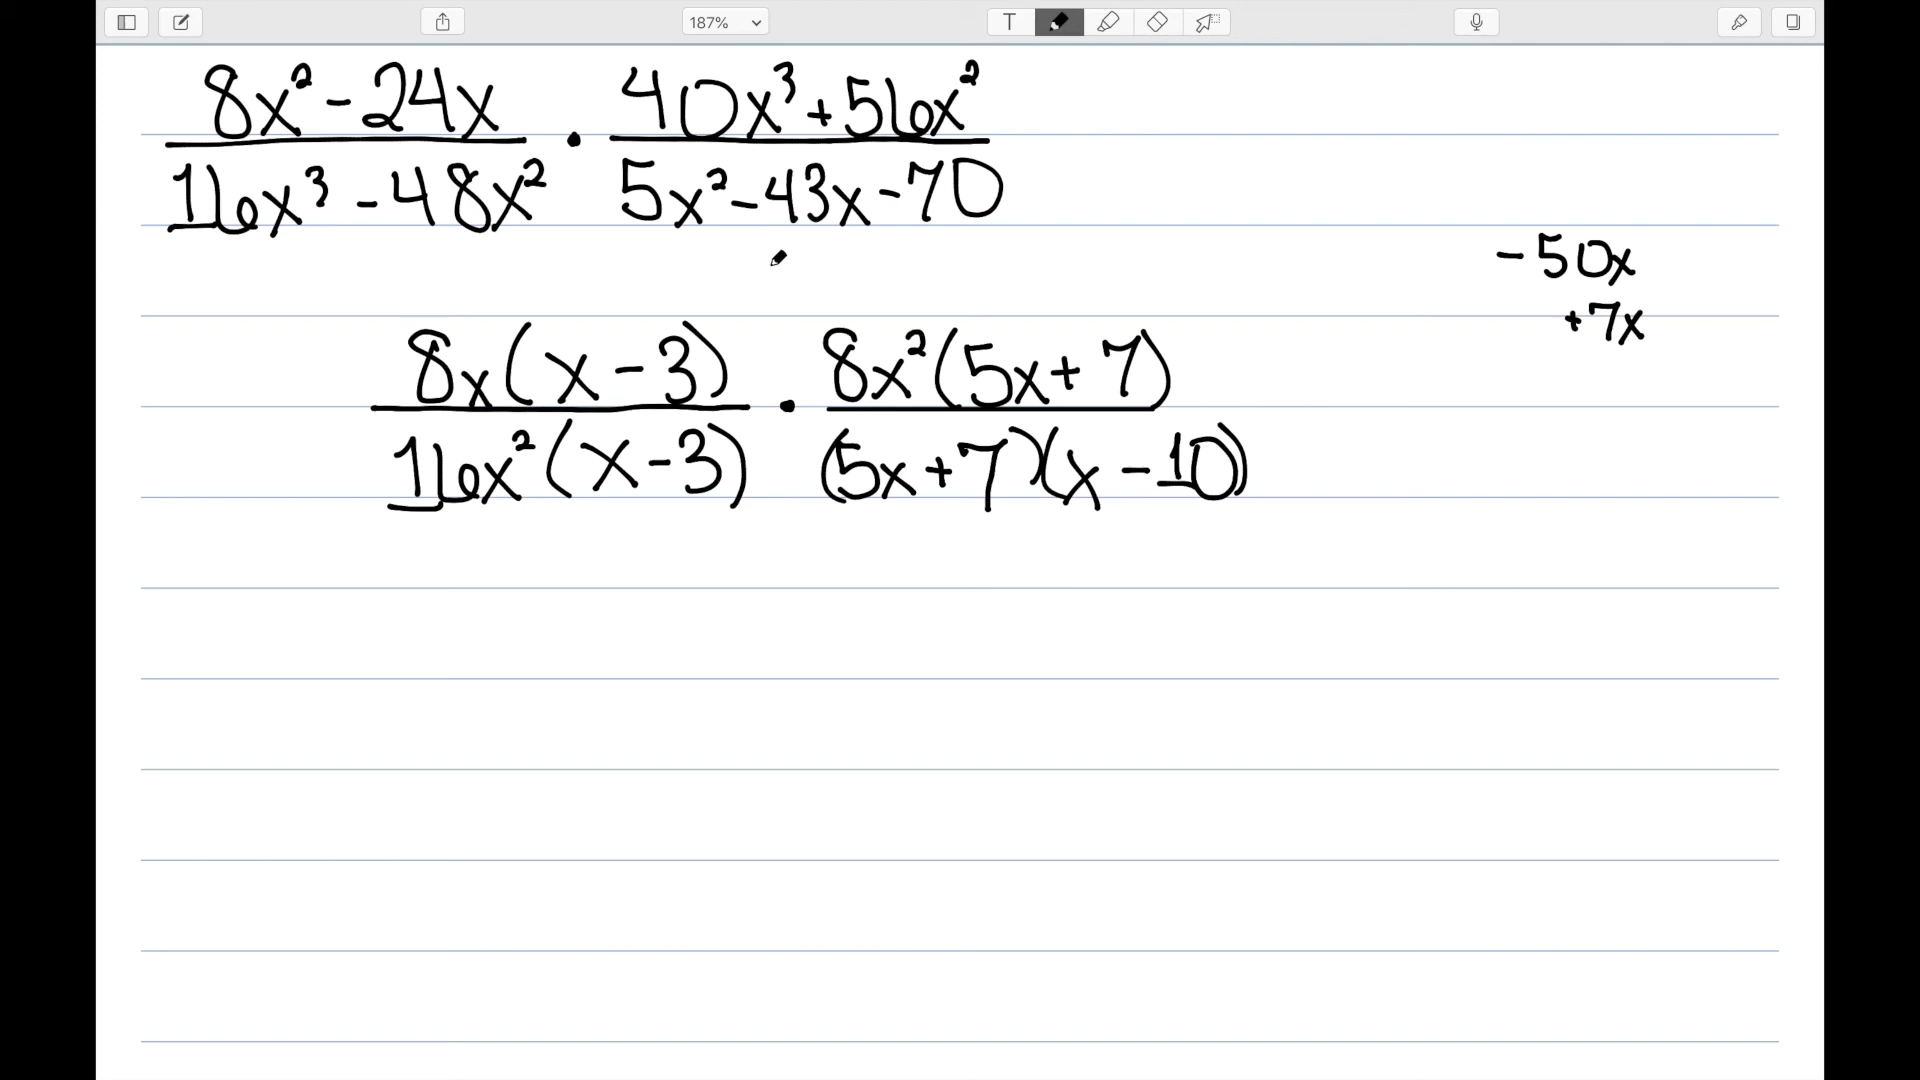 187%
T
8x² - 24x · 40x³ + 56x²
16x³ - 48x² 5x² - 43x - 70
-50x
+7x
8x(x - 3) · 8x²(5x + 7)
16x²(x - 3) (5x + 7)(x - 10)